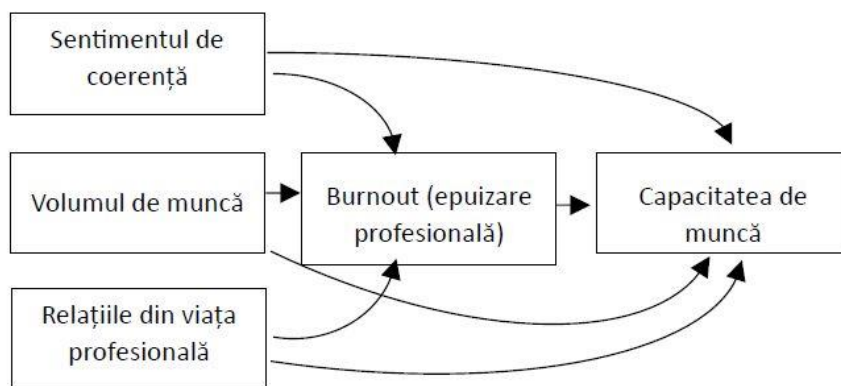 Sentimentul de
coerență
Volumul de muncă
Burnout (epuizare
profesională)
Capacitatea de
muncă
Relațiile din viața
profesională